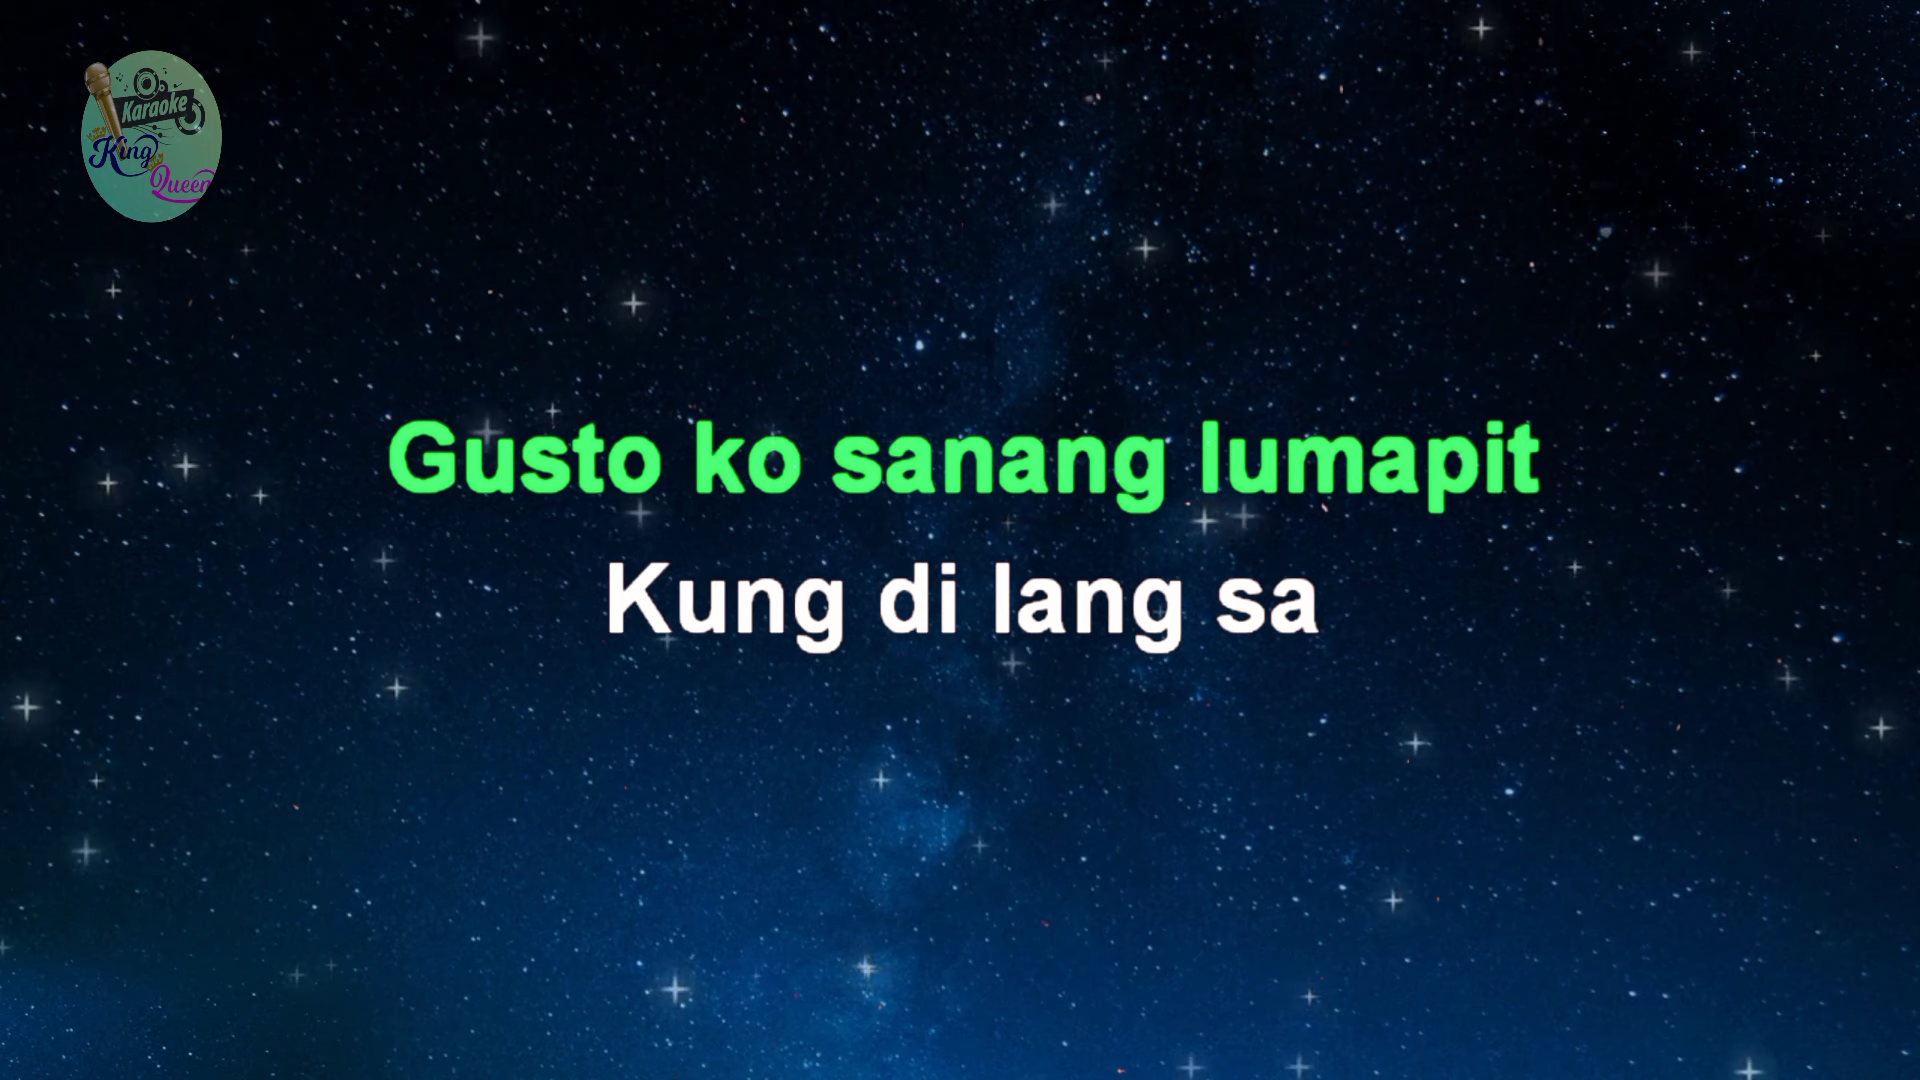 Karaoke
King
Queen
Gusto ko sanang lumapit
Kung di lang sa